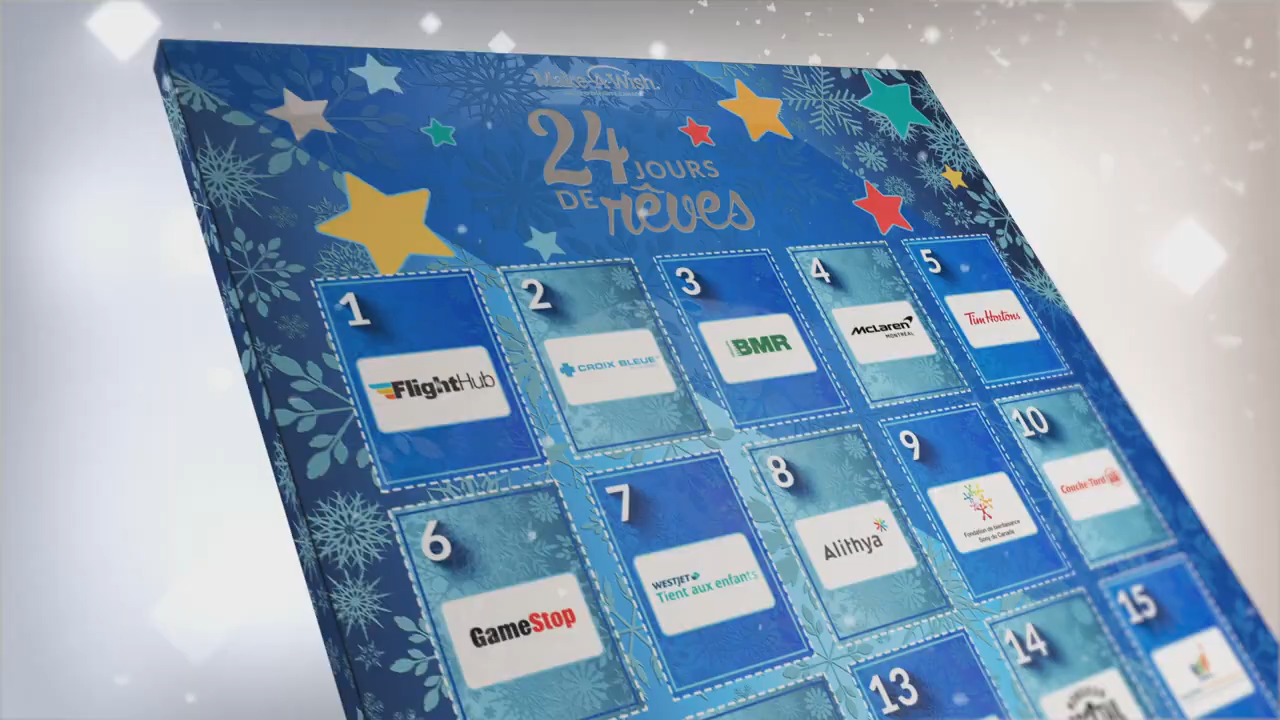 Make-A-Wish.
24 JOURS
DE rêves
1
FlightHub
2
CROIX BLEUE
3
BMR
4
McLaren
MONTRÉAL
5
Tim Hortons
6
GameStop
7
WESTJET
Tient aux enfants
8
Alithya
9
Fondation de bienfaisance
Sony du Canada
10
Couche-Tard
13
14
15